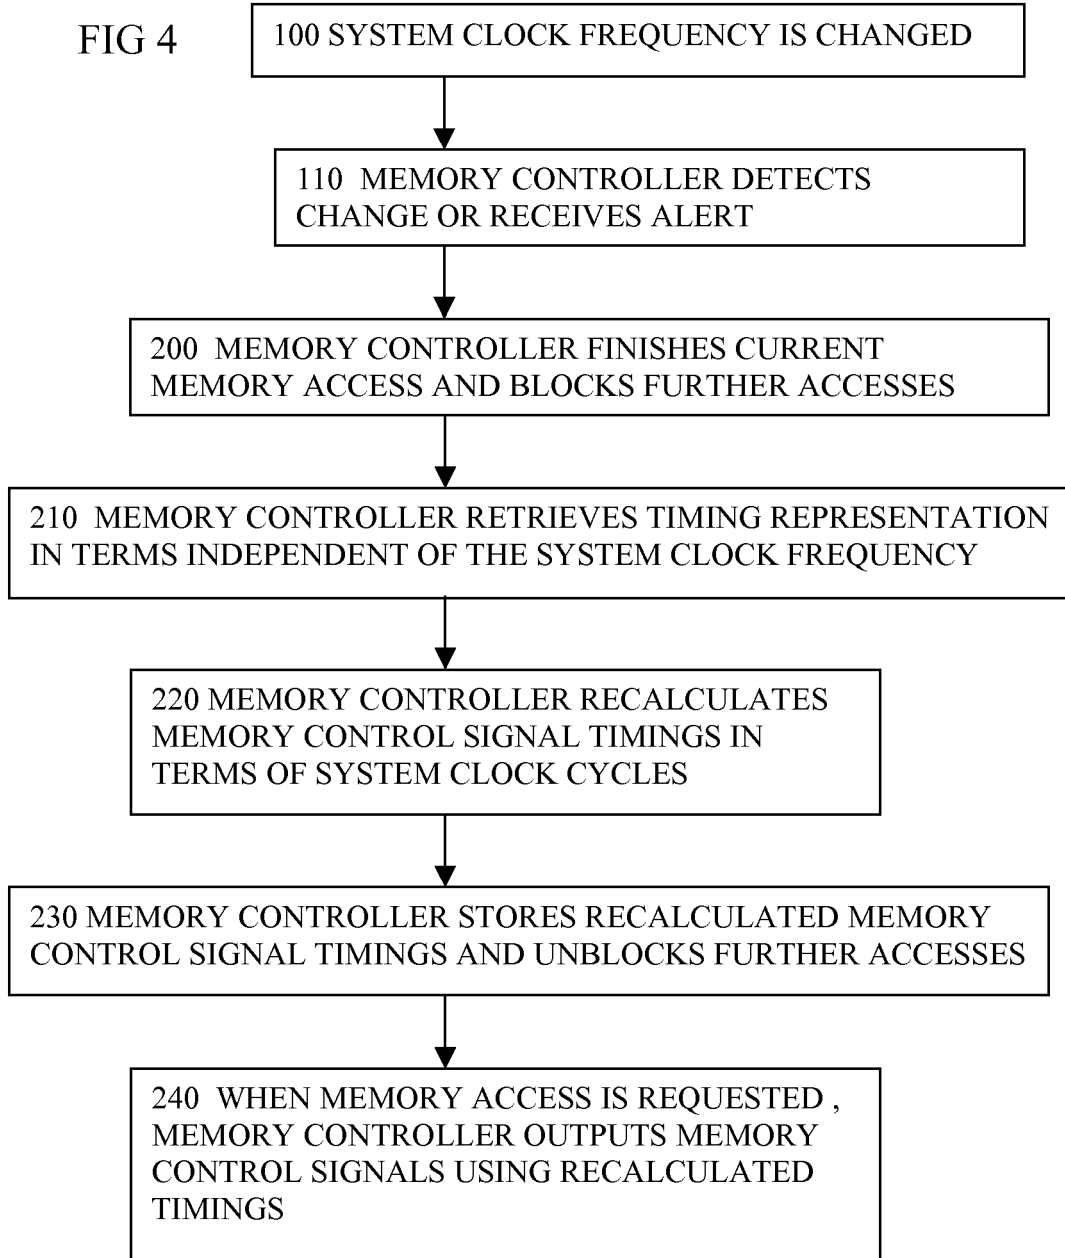 FIG 4
100 SYSTEM CLOCK FREQUENCY IS CHANGED
110 MEMORY CONTROLLER DETECTS
CHANGE OR RECEIVES ALERT
200 MEMORY CONTROLLER FINISHES CURRENT
MEMORY ACCESS AND BLOCKS FURTHER ACCESSES
210 MEMORY CONTROLLER RETRIEVES TIMING REPRESENTATION
IN TERMS INDEPENDENT OF THE SYSTEM CLOCK FREQUENCY
220 MEMORY CONTROLLER RECALCULATES
MEMORY CONTROL SIGNAL TIMINGS IN
TERMS OF SYSTEM CLOCK CYCLES
230 MEMORY CONTROLLER STORES RECALCULATED MEMORY
CONTROL SIGNAL TIMINGS AND UNBLOCKS FURTHER ACCESSES
240 WHEN MEMORY ACCESS IS REQUESTED ,
MEMORY CONTROLLER OUTPUTS MEMORY
CONTROL SIGNALS USING RECALCULATED
TIMINGS